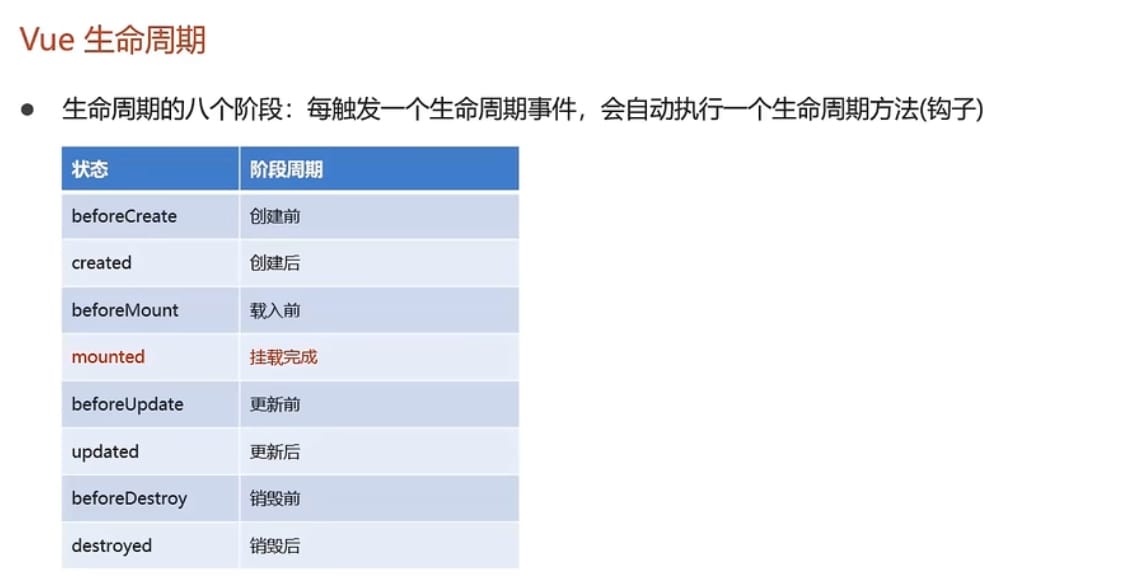 Vue 生命周期
● 生命周期的八个阶段：每触发一个生命周期事件，会自动执行一个生命周期方法(钩子)
状态 阶段周期
beforeCreate 创建前
created 创建后
beforeMount 载入前
mounted 挂载完成
beforeUpdate 更新前
updated 更新后
beforeDestroy 销毁前
destroyed 销毁后